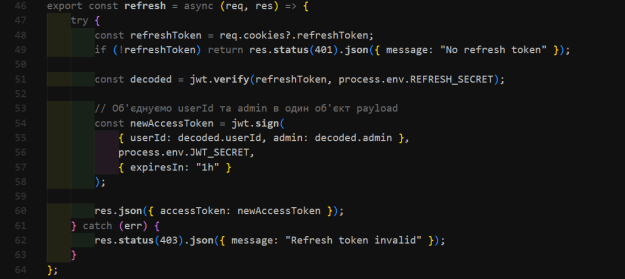 46 export const refresh = async (req, res) => {
47 try {
48 const refreshToken = req.cookies?.refreshToken;
49 if (!refreshToken) return res.status(401).json({ message: "No refresh token" });
50
51 const decoded = jwt.verify(refreshToken, process.env.REFRESH_SECRET);
52
53 // Об'єднуємо userId та admin в один об'єкт payload
54 const newAccessToken = jwt.sign(
55 { userId: decoded.userId, admin: decoded.admin },
56 process.env.JWT_SECRET,
57 { expiresIn: "1h" }
58 );
59
60 res.json({ accessToken: newAccessToken });
61 } catch (err) {
62 res.status(403).json({ message: "Refresh token invalid" });
63 }
64 };